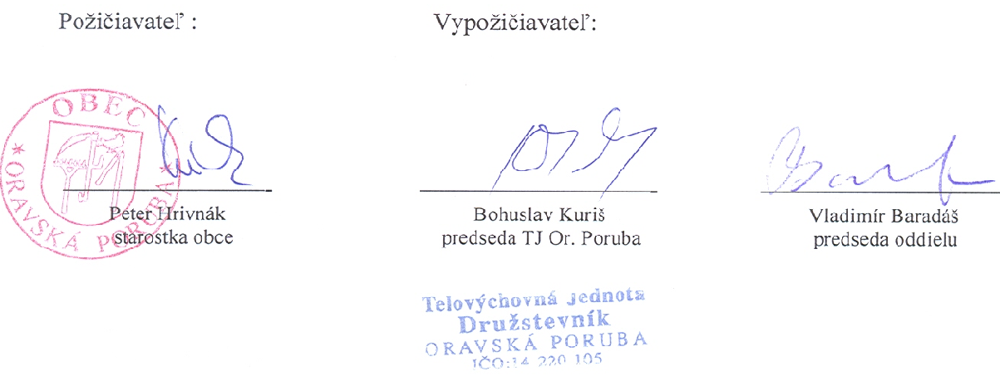 Požičiavateľ :
Vypožičiavateľ:
OBEC
* ORAVSKÁ PORUBA *
Peter Hrivnák
starostka obce
Bohuslav Kuriš
predseda TJ Or. Poruba
Vladimír Baradáš
predseda oddielu
Telovýchovná jednota
Družstevník
ORAVSKÁ PORUBA
IČO:14 220 105